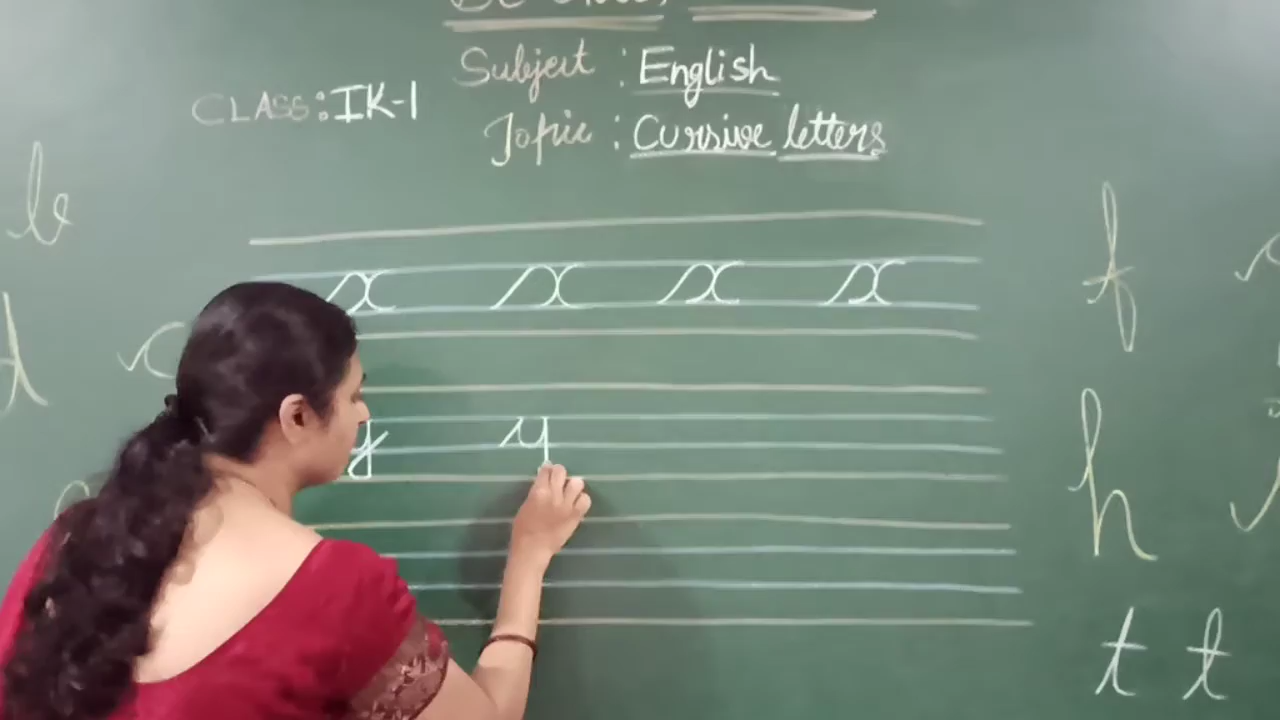 Subject : English
CLASS: IK-1
Topic : Cursive letters
b
f
x x x x
d
y y
h
t t